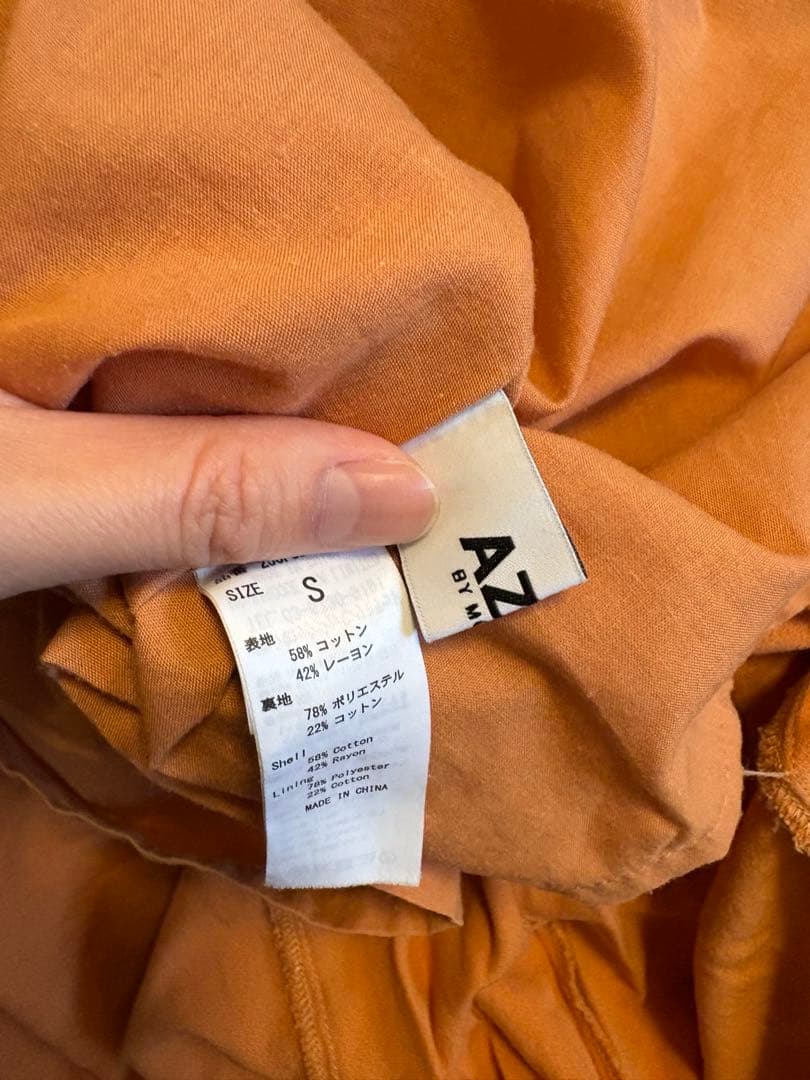 AZ
BY MO
SIZE S
表地 58% コットン
42% レーヨン
裏地 78% ポリエステル
22% コットン
Shell 58% Cotton
42% Rayon
Lining 78% Polyester
22% Cotton
MADE IN CHINA